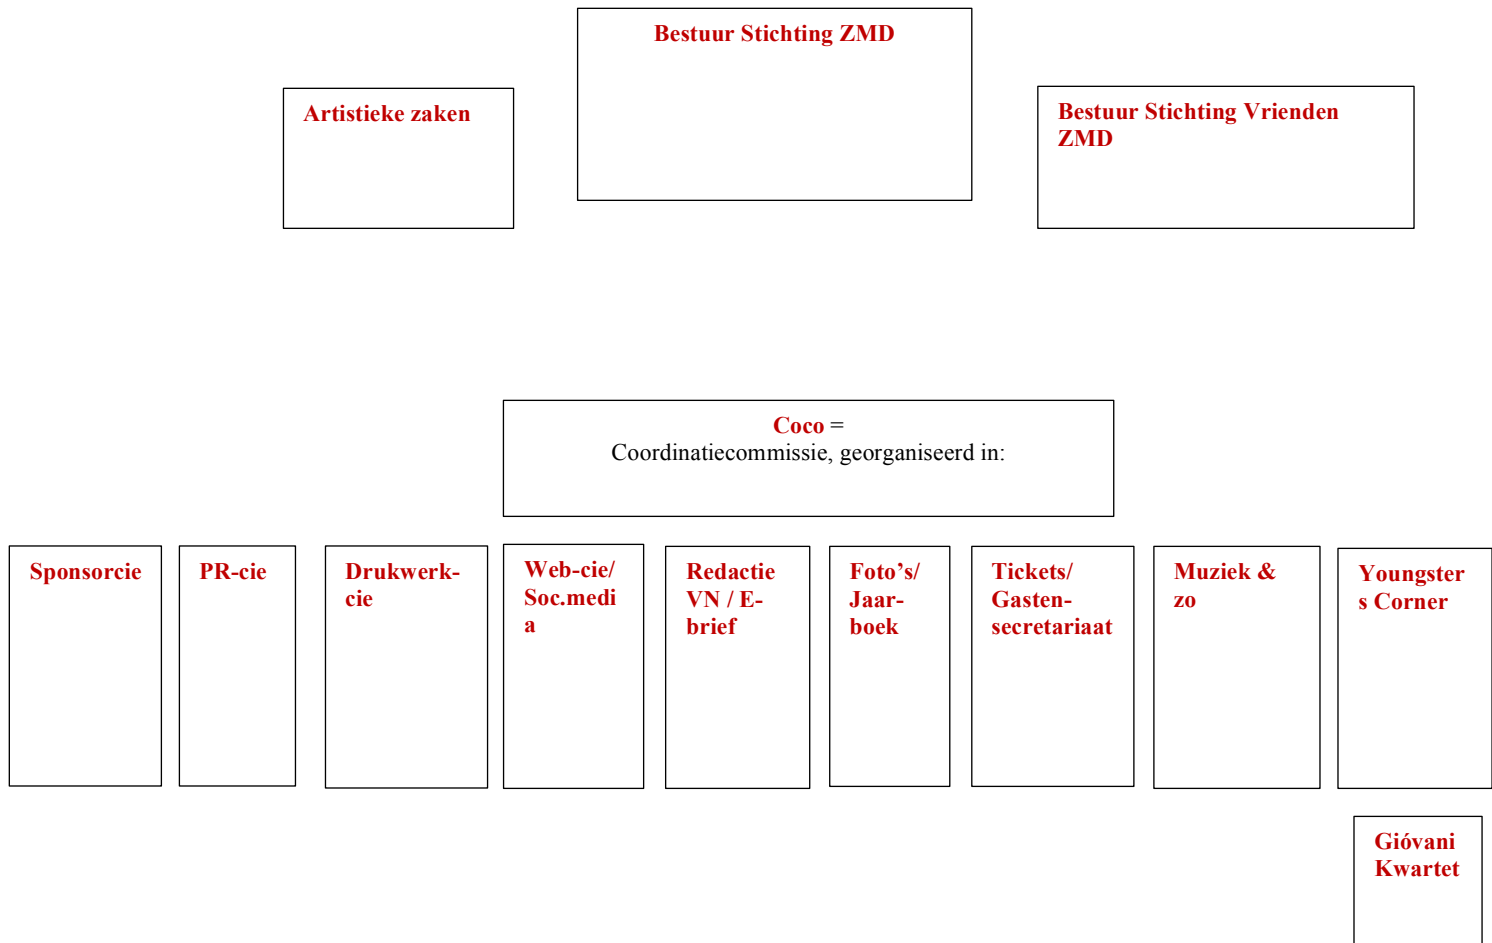 Bestuur Stichting ZMD
Artistieke zaken
Bestuur Stichting Vrienden
ZMD
Coco =
Coordinatiecommissie, georganiseerd in:
Sponsorcie
PR-cie
Drukwerk-
cie
Web-cie/
Soc.medi
a
Redactie
VN / E-
brief
Foto’s/
Jaar-
boek
Tickets/
Gasten-
secretariaat
Muziek &
zo
Youngster
s Corner
Gióvani
Kwartet